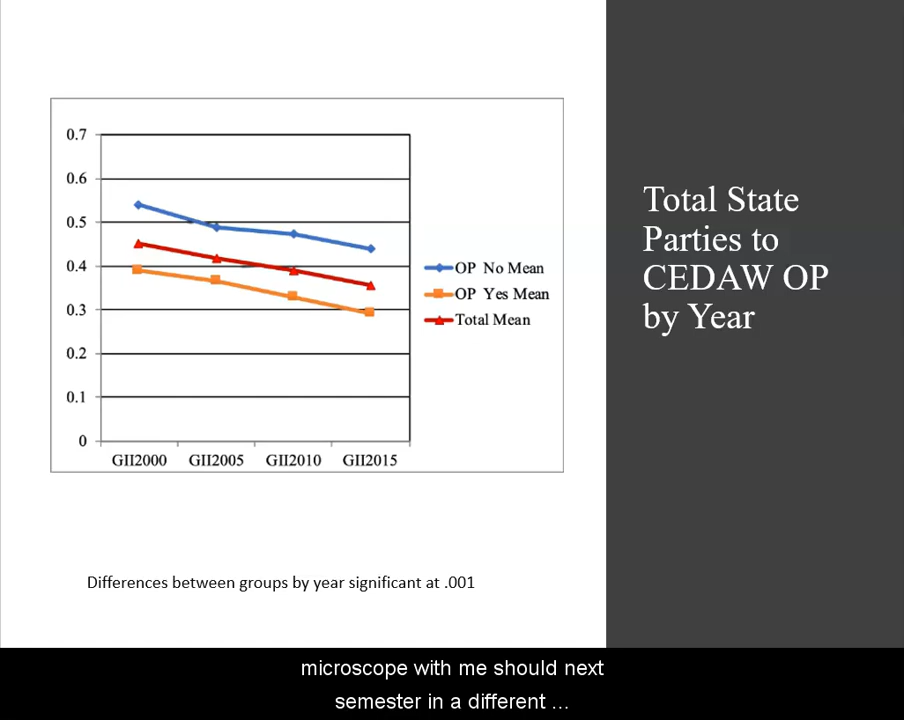 0.7
0.6
0.5
0.4
0.3
0.2
0.1
0
GII2000 GII2005 GII2010 GII2015
OP No Mean
OP Yes Mean
Total Mean
Total State
Parties to
CEDAW OP
by Year
Differences between groups by year significant at .001
microscope with me should next
semester in a different ...